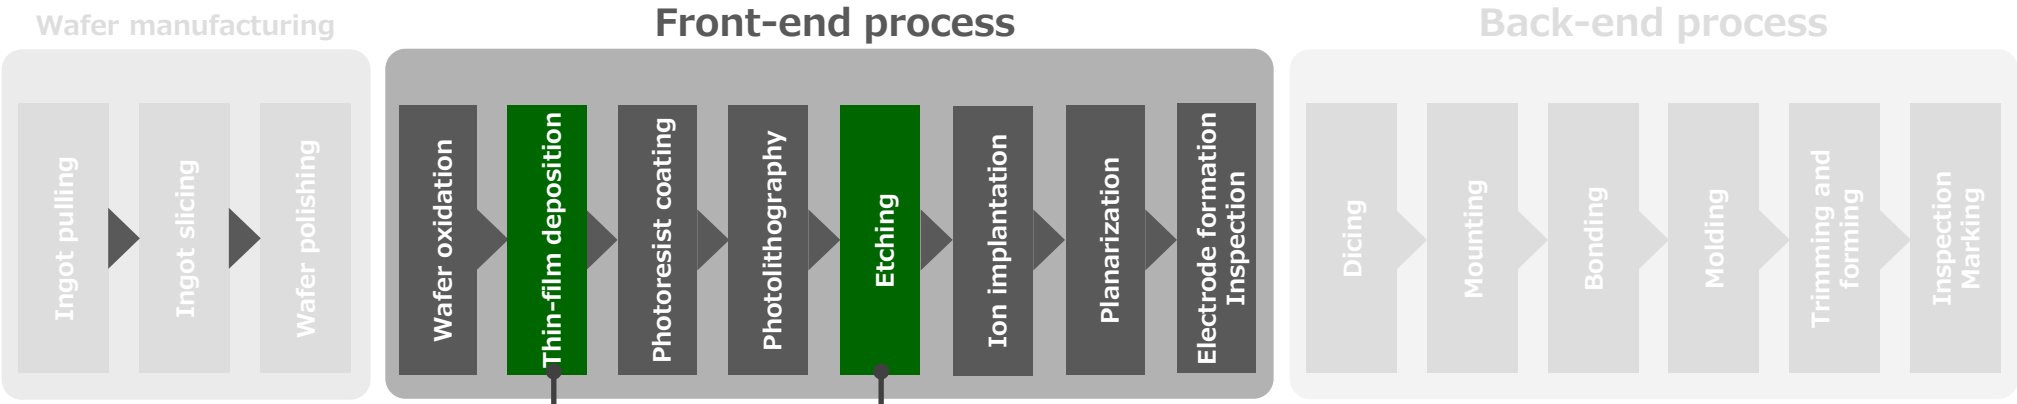 Wafer manufacturing
Ingot pulling
Ingot slicing
Wafer polishing
Front-end process
Wafer oxidation
Thin-film deposition
Photoresist coating
Photolithography
Etching
Ion implantation
Planarization
Electrode formation
Inspection
Back-end process
Dicing
Mounting
Bonding
Molding
Trimming and
forming
Inspection
Marking